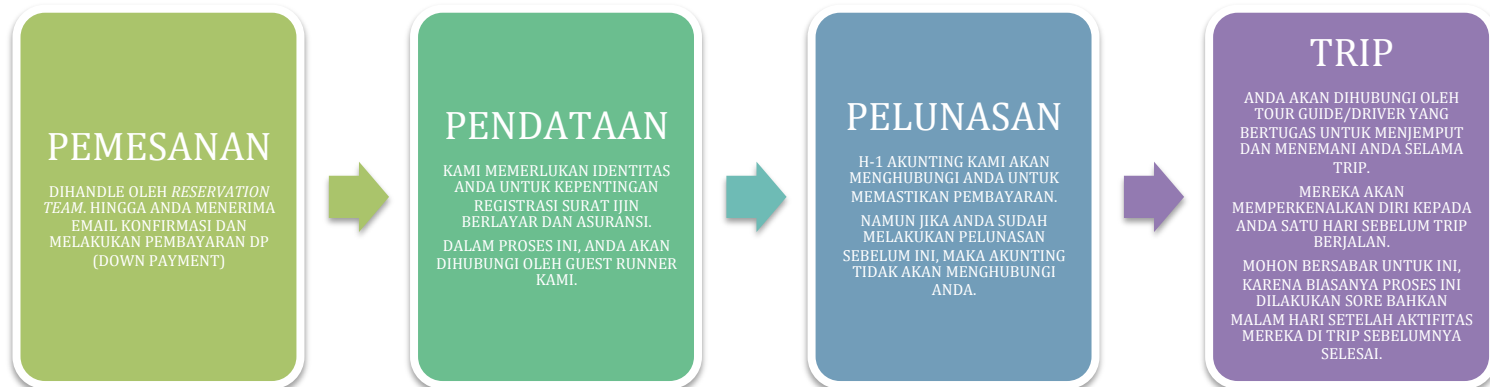 PEMESANAN
DIHANDLE OLEH RESERVATION
TEAM. HINGGA ANDA MENERIMA
EMAIL KONFIRMASI DAN
MELAKUKAN PEMBAYARAN DP
(DOWN PAYMENT)
PENDATAAN
KAMI MEMERLUKAN IDENTITAS
ANDA UNTUK KEPENTINGAN
REGISTRASI SURAT IJIN
BERLAYAR DAN ASURANSI.
DALAM PROSES INI, ANDA AKAN
DIHUBUNGI OLEH GUEST RUNNER
KAMI.
PELUNASAN
H-1 AKUNTING KAMI AKAN
MENGHUBUNGI ANDA UNTUK
MEMASTIKAN PEMBAYARAN.
NAMUN JIKA ANDA SUDAH
MELAKUKAN PELUNASAN
SEBELUM INI, MAKA AKUNTING
TIDAK AKAN MENGHUBUNGI
ANDA.
TRIP
ANDA AKAN DIHUBUNGI OLEH
TOUR GUIDE/DRIVER YANG
BERTUGAS UNTUK MENJEMPUT
DAN MENEMANI ANDA SELAMA
TRIP.
MEREKA AKAN
MEMPERKENALKAN DIRI KEPADA
ANDA SATU HARI SEBELUM TRIP
BERJALAN.
MOHON BERSABAR UNTUK INI,
KARENA BIASANYA PROSES INI
DILAKUKAN SORE BAHKAN
MALAM HARI SETELAH AKTIFITAS
MEREKA DI TRIP SEBELUMNYA
SELESAI.